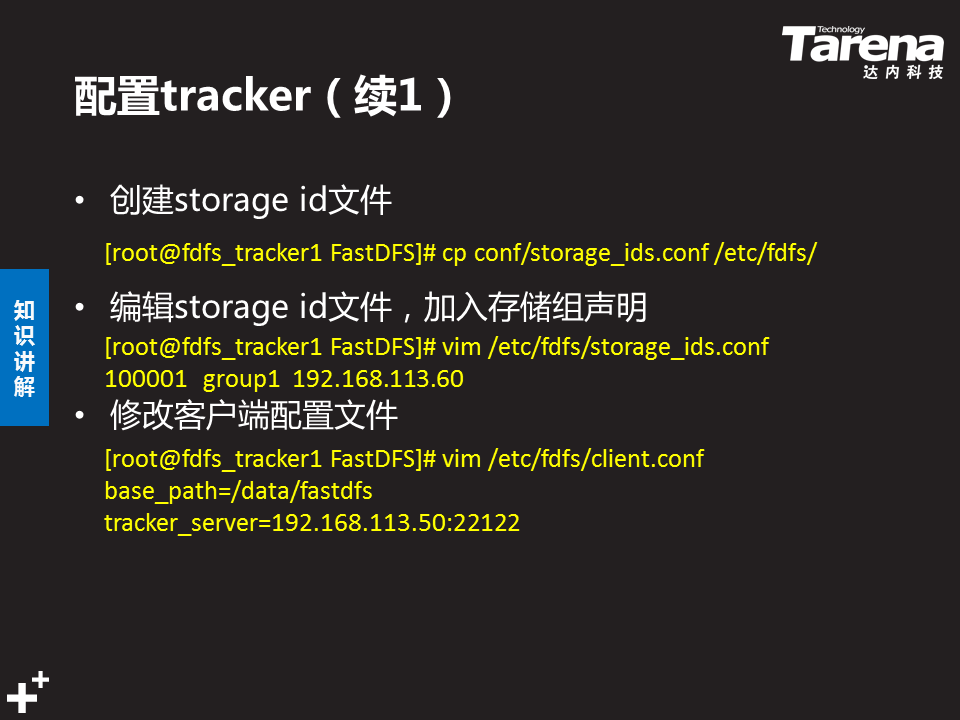 Technology
Tarena
达内科技
配置tracker（续1）
• 创建storage id文件
[root@fdfs_tracker1 FastDFS]# cp conf/storage_ids.conf /etc/fdfs/
• 编辑storage id文件，加入存储组声明
[root@fdfs_tracker1 FastDFS]# vim /etc/fdfs/storage_ids.conf
100001 group1 192.168.113.60
• 修改客户端配置文件
[root@fdfs_tracker1 FastDFS]# vim /etc/fdfs/client.conf
base_path=/data/fastdfs
tracker_server=192.168.113.50:22122
知识讲解